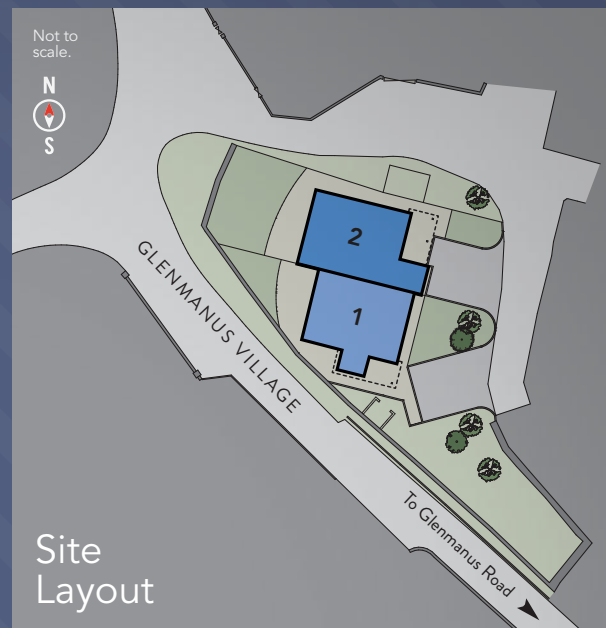 Not to
scale.
N
S
2
1
GLENMANUS VILLAGE
To Glenmanus Road
Site
Layout